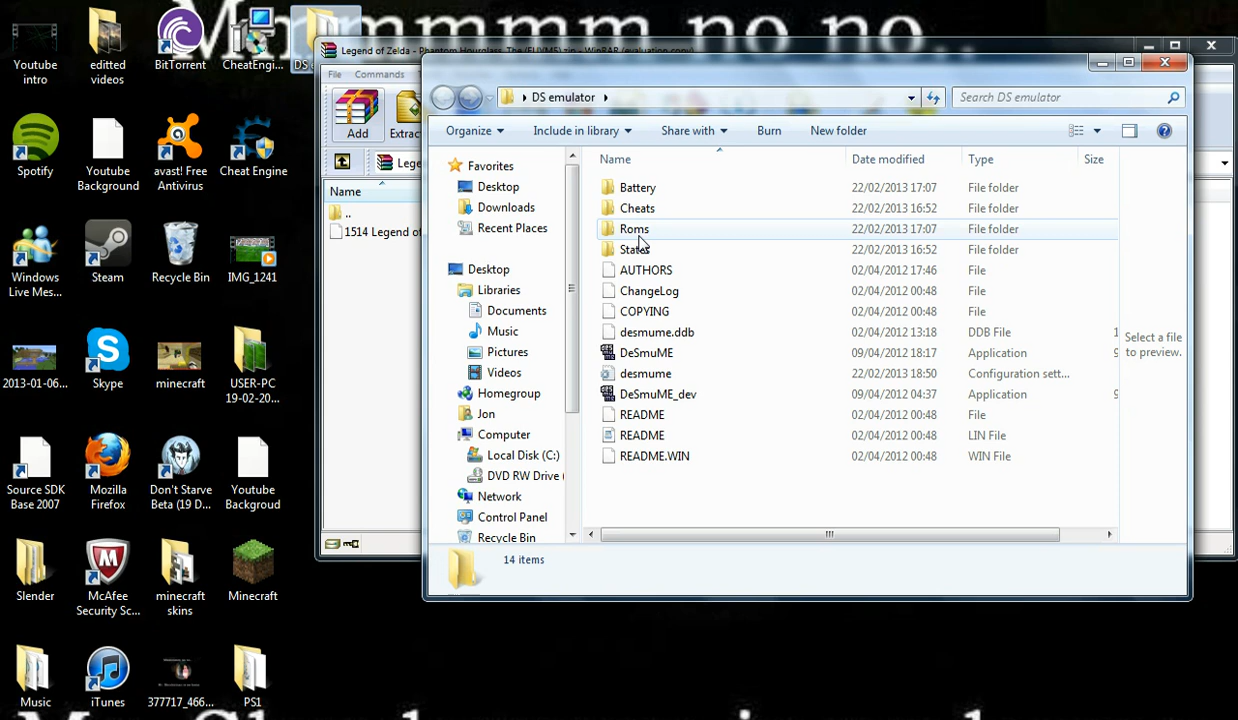 Mmmmmm no no..
Youtube intro
editted videos
BitTorrent
CheatEngi...
DS
Spotify
Youtube Background
avast! Free Antivirus
Cheat Engine
Windows Live Mes...
Steam
Recycle Bin
IMG_1241
2013-01-06...
Skype
minecraft
USER-PC 19-02-20...
Source SDK Base 2007
Mozilla Firefox
Don't Starve Beta (19 D...
Youtube Backgroud
Slender
McAfee Security Sc...
minecraft skins
Minecraft
Music
iTunes
377717_466...
PS1
Legend of Zelda - Phantom Hourglass, The (EU)(M5).zip - WinRAR (evaluation copy)
File Commands
Add Extrac
Lege
Name
..
1514 Legend of
DS emulator
Search DS emulator
Organize Include in library Share with Burn New folder
Favorites
Desktop
Downloads
Recent Places
Desktop
Libraries
Documents
Music
Pictures
Videos
Homegroup
Jon
Computer
Local Disk (C:)
DVD RW Drive (
Network
Control Panel
Recycle Bin
Name Date modified Type Size
Battery 22/02/2013 17:07 File folder
Cheats 22/02/2013 16:52 File folder
Roms 22/02/2013 17:07 File folder
States 22/02/2013 16:52 File folder
AUTHORS 02/04/2012 17:46 File
ChangeLog 02/04/2012 00:48 File
COPYING 02/04/2012 00:48 File
desmume.ddb 02/04/2012 13:18 DDB File 1
DeSmuME 09/04/2012 18:17 Application 9
desmume 22/02/2013 18:50 Configuration sett...
DeSmuME_dev 09/04/2012 04:37 Application 9
README 02/04/2012 00:48 File
README 02/04/2012 00:48 LIN File
README.WIN 02/04/2012 00:48 WIN File
Select a file to preview.
14 items